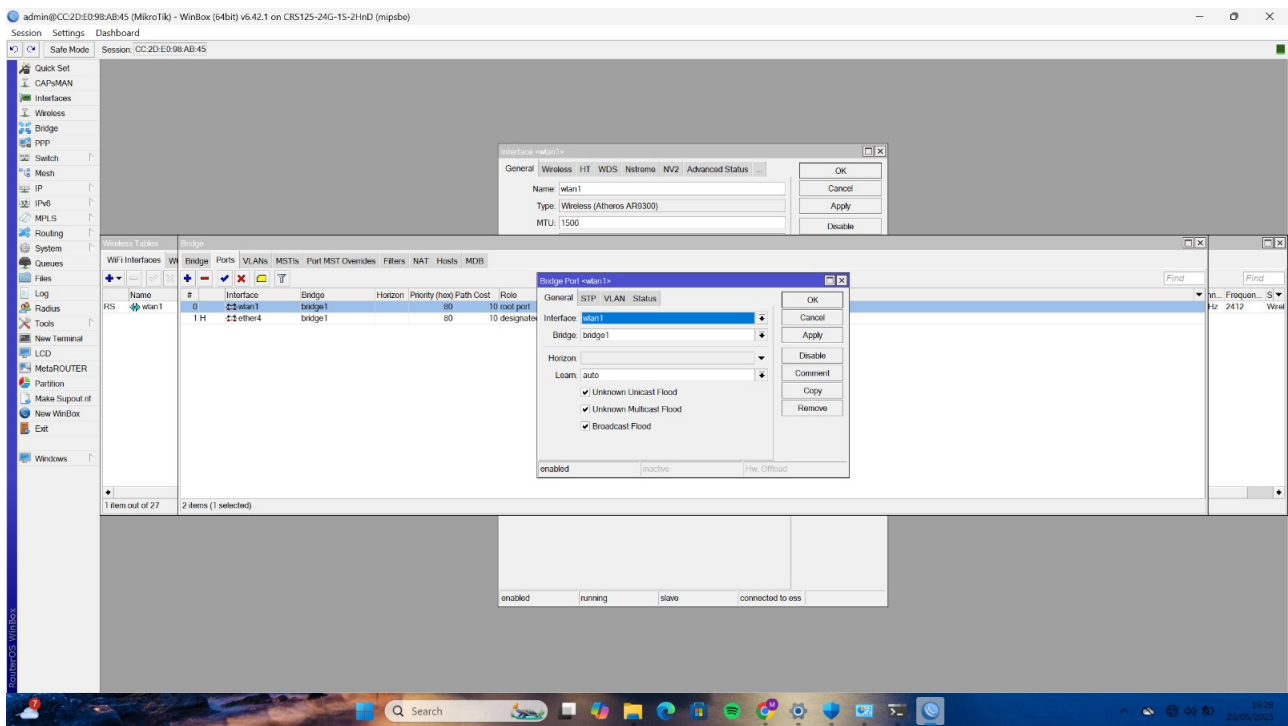 admin@CC:2D:E0:98:AB:45 (MikroTik) - WinBox (64bit) v6.42.1 on CRS125-24G-1S-2HnD (mipsbe)
Session Settings Dashboard
Safe Mode Session: CC:2D:E0:98:AB:45
Quick Set
CAPsMAN
Interfaces
Wireless
Bridge
PPP
Switch
Mesh
IP
IPv6
MPLS
Routing
System
Queues
Files
Log
Radius
Tools
New Terminal
LCD
MetaROUTER
Partition
Make Supout.rif
New WinBox
Exit
Windows
RouterOS WinBox
Interface <wlan1>
General Wireless HT WDS Nstreme NV2 Advanced Status ...
Name: wlan1
Type: Wireless (Atheros AR9300)
MTU: 1500
OK
Cancel
Apply
Disable
Wireless Tables
WiFi Interfaces
Name
RS wlan1
1 item out of 27
Bridge
Bridge Ports VLANs MSTIs Port MST Overrides Filters NAT Hosts MDB
Find
Find
# Interface Bridge Horizon Priority (hex) Path Cost Role
0 wlan1 bridge1 80 10 root port
1 H ether4 bridge1 80 10 designated
2 items (1 selected)
Frequen... S
Hz 2412 Wirel
Bridge Port <wlan1>
General STP VLAN Status
Interface: wlan1
Bridge: bridge1
Horizon:
Learn: auto
Unknown Unicast Flood
Unknown Multicast Flood
Broadcast Flood
OK
Cancel
Apply
Disable
Comment
Copy
Remove
enabled inactive Hw. Offload
enabled running slave connected to ess
7
Search
16:28